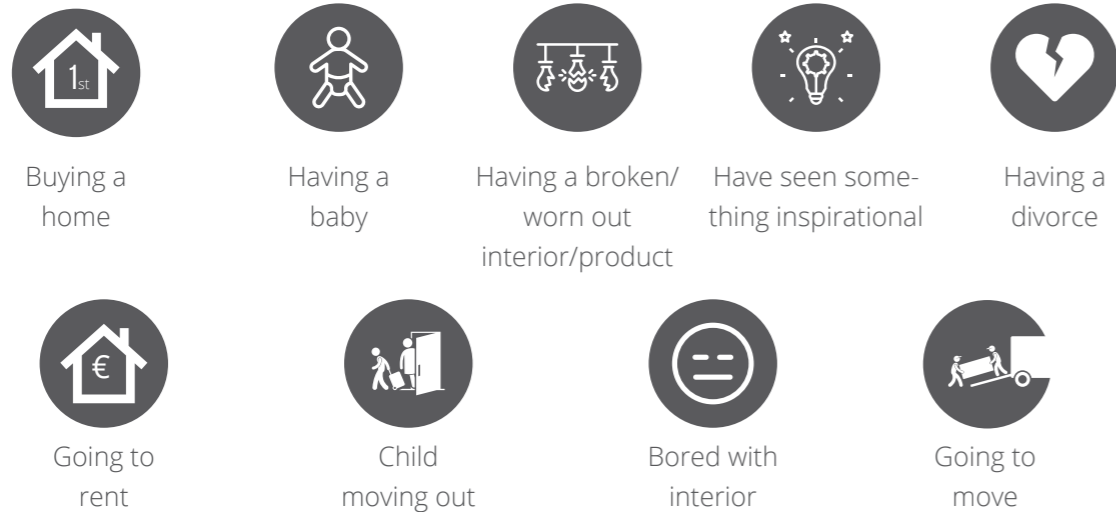 1st
Buying a
home
Having a
baby
Having a broken/
worn out
interior/product
Have seen some-
thing inspirational
Having a
divorce
€
Going to
rent
Child
moving out
Bored with
interior
Going to
move